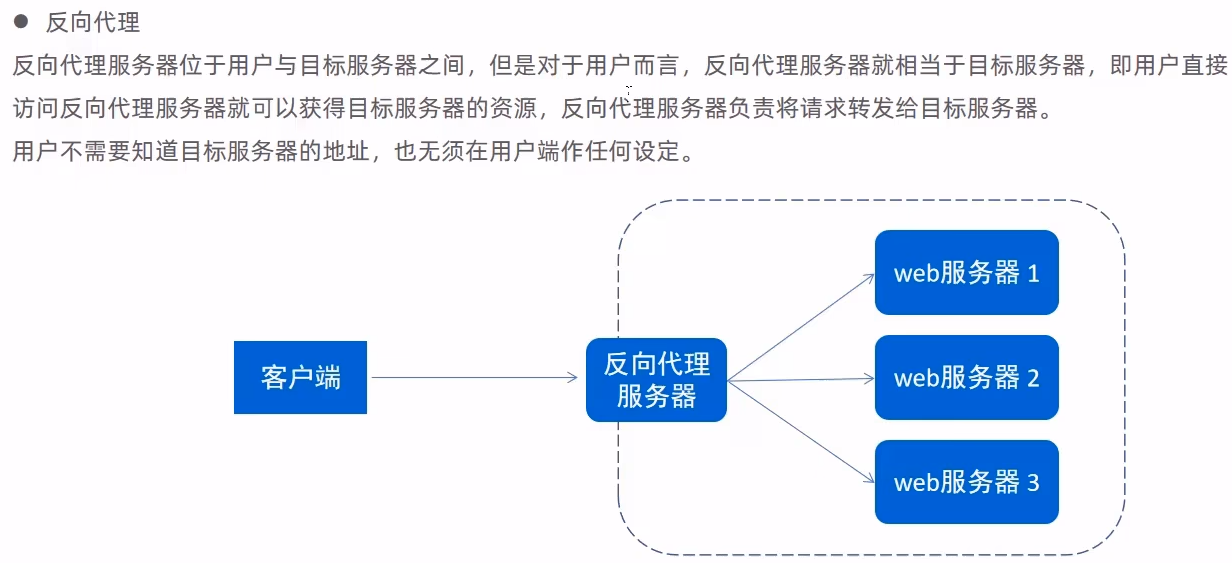 ● 反向代理
反向代理服务器位于用户与目标服务器之间，但是对于用户而言，反向代理服务器就相当于目标服务器，即用户直接
访问反向代理服务器就可以获得目标服务器的资源，反向代理服务器负责将请求转发给目标服务器。
用户不需要知道目标服务器的地址，也无须在用户端作任何设定。
客户端
反向代理
服务器
web服务器 1
web服务器 2
web服务器 3